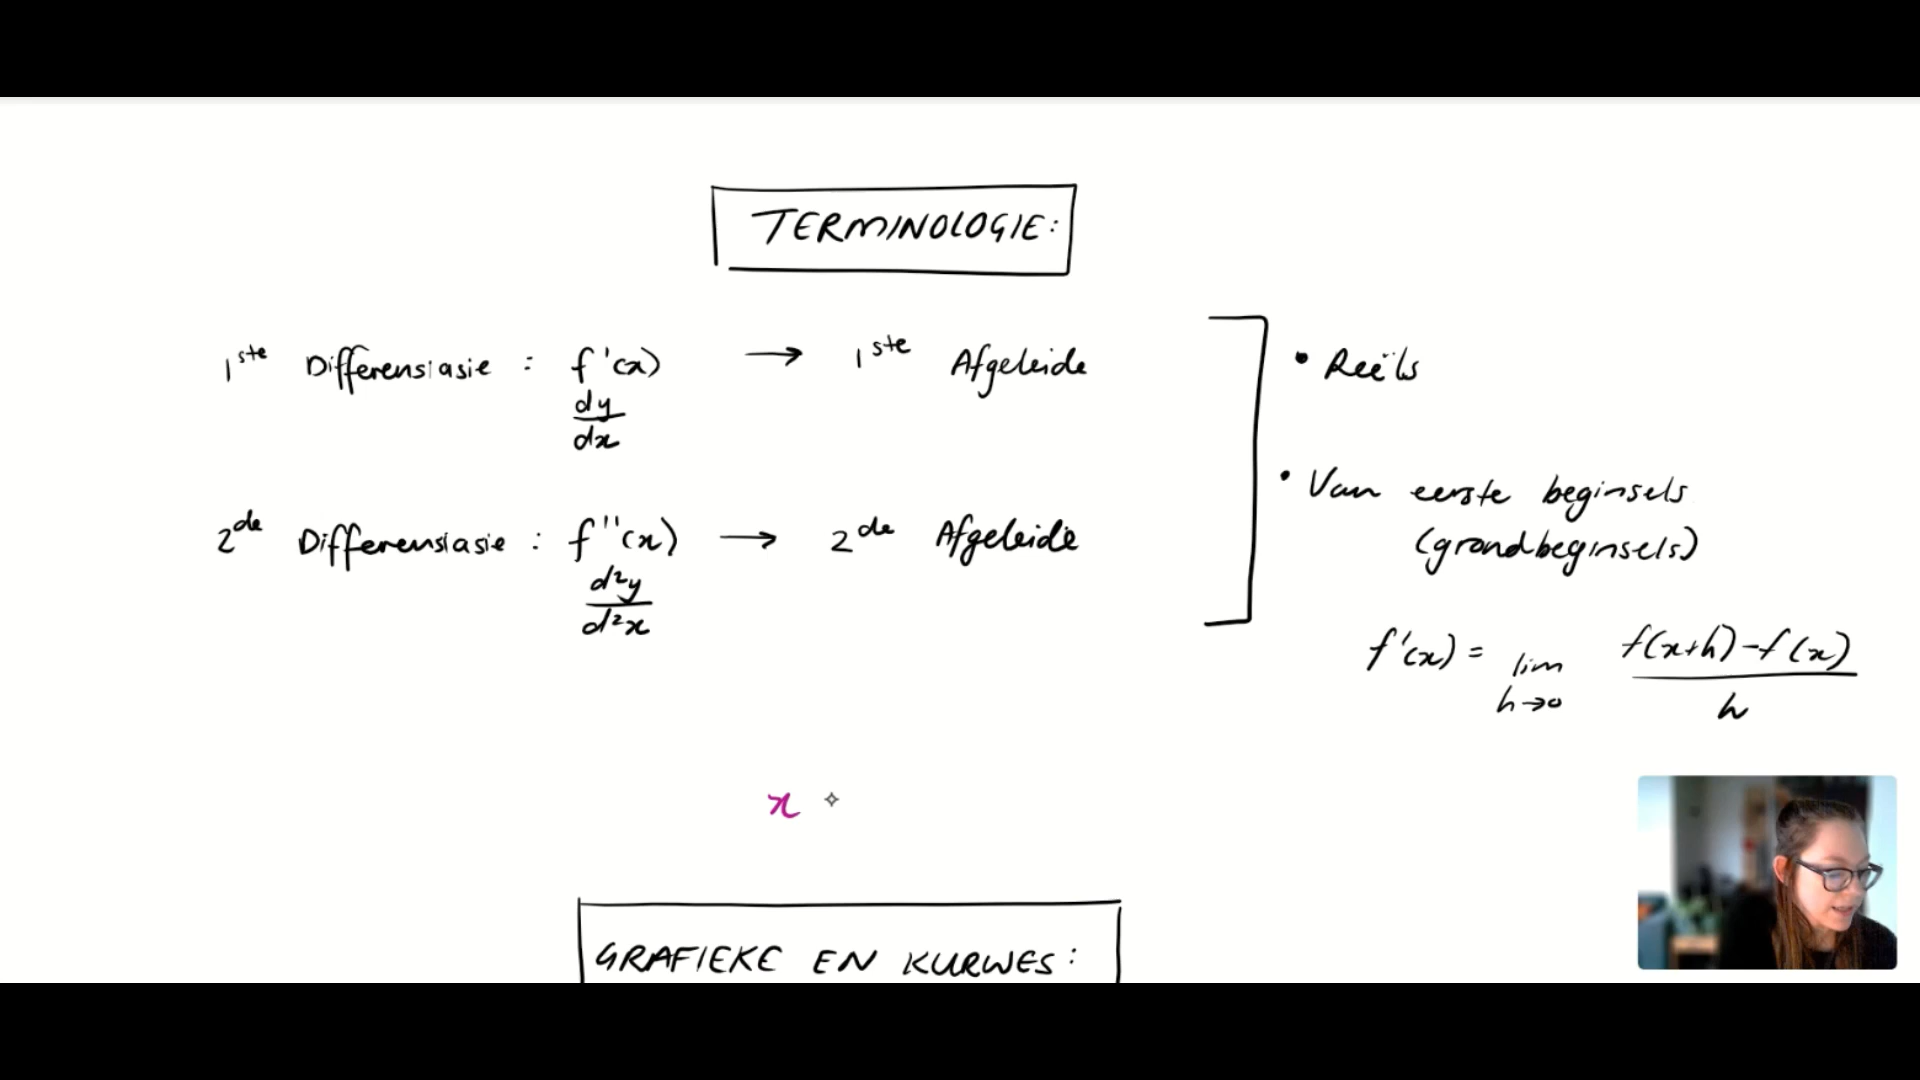 TERMINOLOGIE:
1ste Differensiasie : f'(x) → 1ste Afgeleide
dy
dx
2de Differensiasie : f''(x) → 2de Afgeleide
d²y
d²x
• Reëls
• Van eerste beginsels
(grondbeginsels)
f'(x) = lim f(x+h)-f(x)
h→0 h
x
GRAFIEKE EN KURWES: